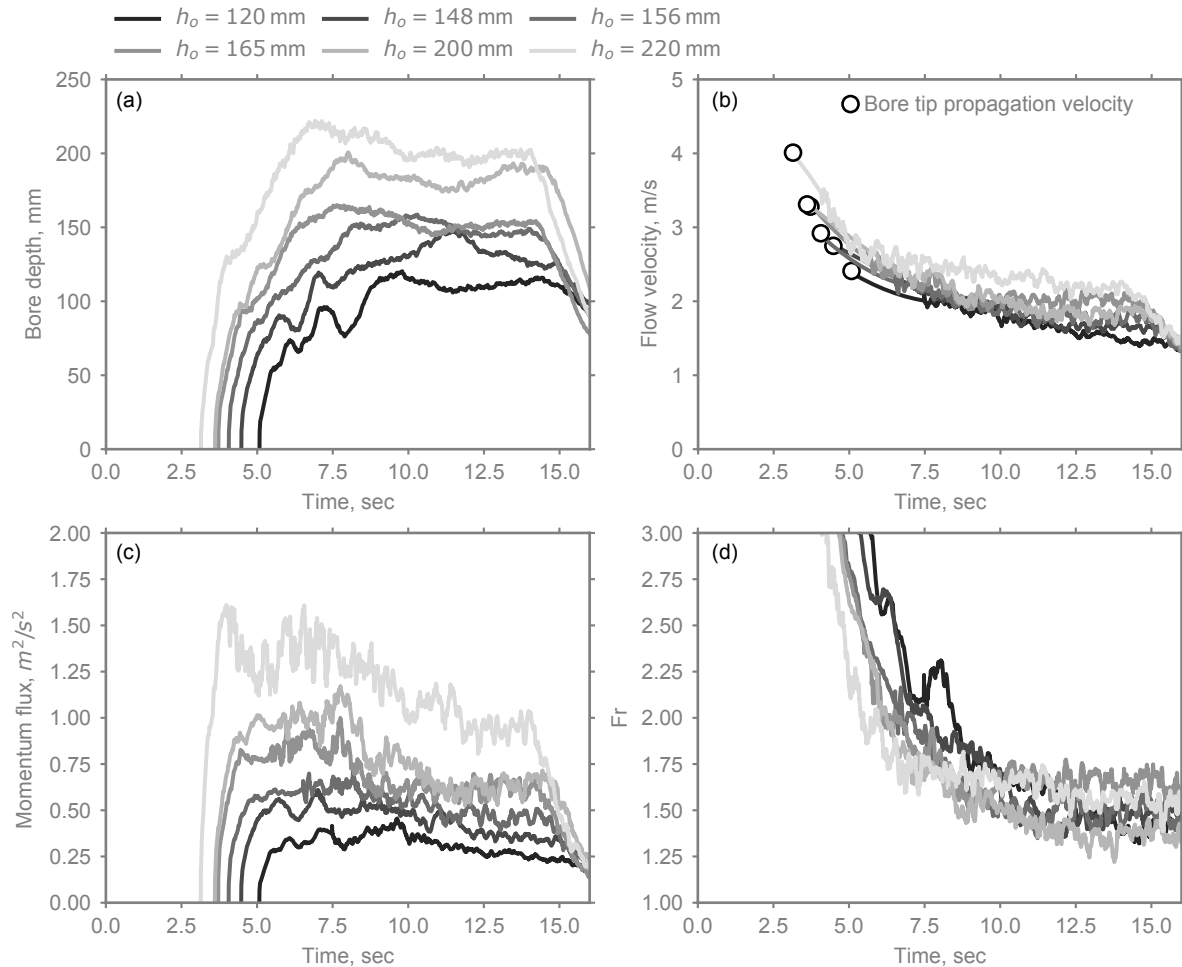 h_o = 120 mm h_o = 148 mm h_o = 156 mm
h_o = 165 mm h_o = 200 mm h_o = 220 mm
(a)
250
200
150
100
50
0
Bore depth, mm
0.0 2.5 5.0 7.5 10.0 12.5 15.0
Time, sec
(b)
Bore tip propagation velocity
5
4
3
2
1
0
Flow velocity, m/s
0.0 2.5 5.0 7.5 10.0 12.5 15.0
Time, sec
(c)
2.00
1.75
1.50
1.25
1.00
0.75
0.50
0.25
0.00
Momentum flux, m²/s²
0.0 2.5 5.0 7.5 10.0 12.5 15.0
Time, sec
(d)
3.00
2.75
2.50
2.25
2.00
1.75
1.50
1.25
1.00
Fr
0.0 2.5 5.0 7.5 10.0 12.5 15.0
Time, sec